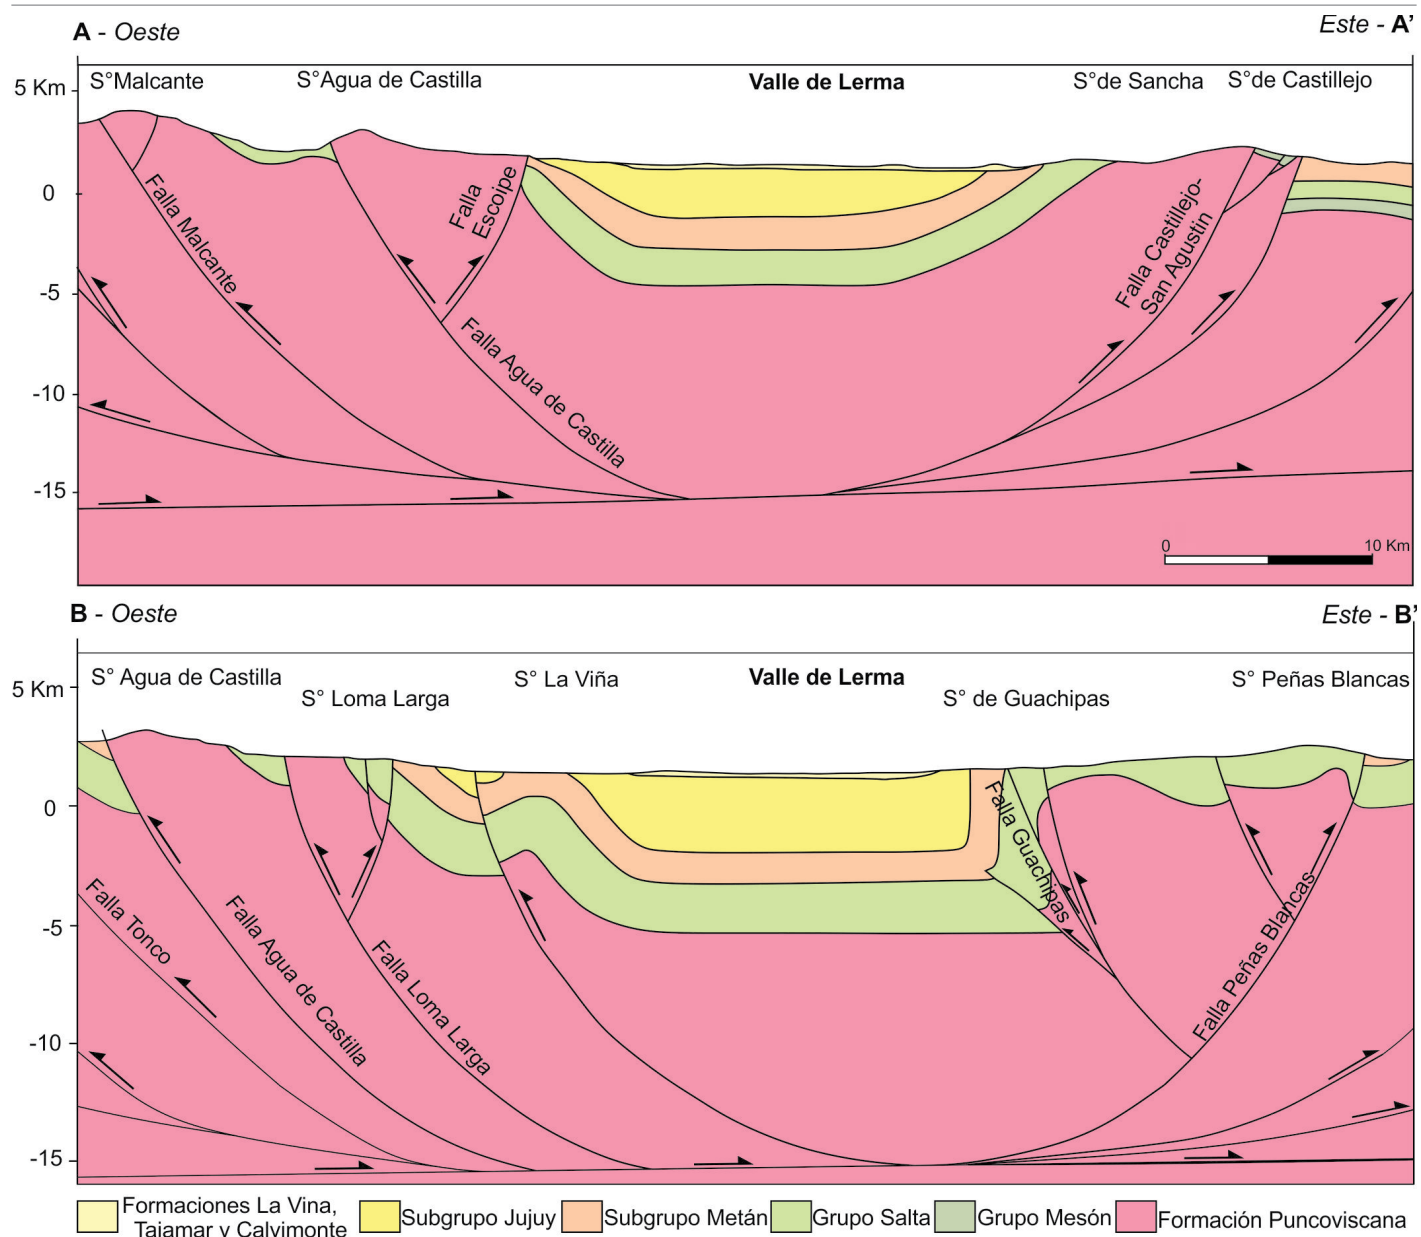 A - Oeste
Este - A’
S°Malcante
S°Agua de Castilla
Valle de Lerma
S°de Sancha
S°de Castillejo
5 Km
0
-5
-10
-15
Falla Malcante
Falla
Escoipe
Falla Agua de Castilla
Falla Castillejo-
San Agustin
0
10 Km
B - Oeste
Este - B’
S° Agua de Castilla
S° Loma Larga
S° La Viña
Valle de Lerma
S° de Guachipas
S° Peñas Blancas
5 Km
0
-5
-10
-15
Falla Tonco
Falla Agua de Castilla
Falla Loma Larga
Falla Guachipas
Falla Peñas Blancas
Formaciones La Vina,
Tajamar y Calvimonte
Subgrupo Jujuy
Subgrupo Metán
Grupo Salta
Grupo Mesón
Formación Puncoviscana